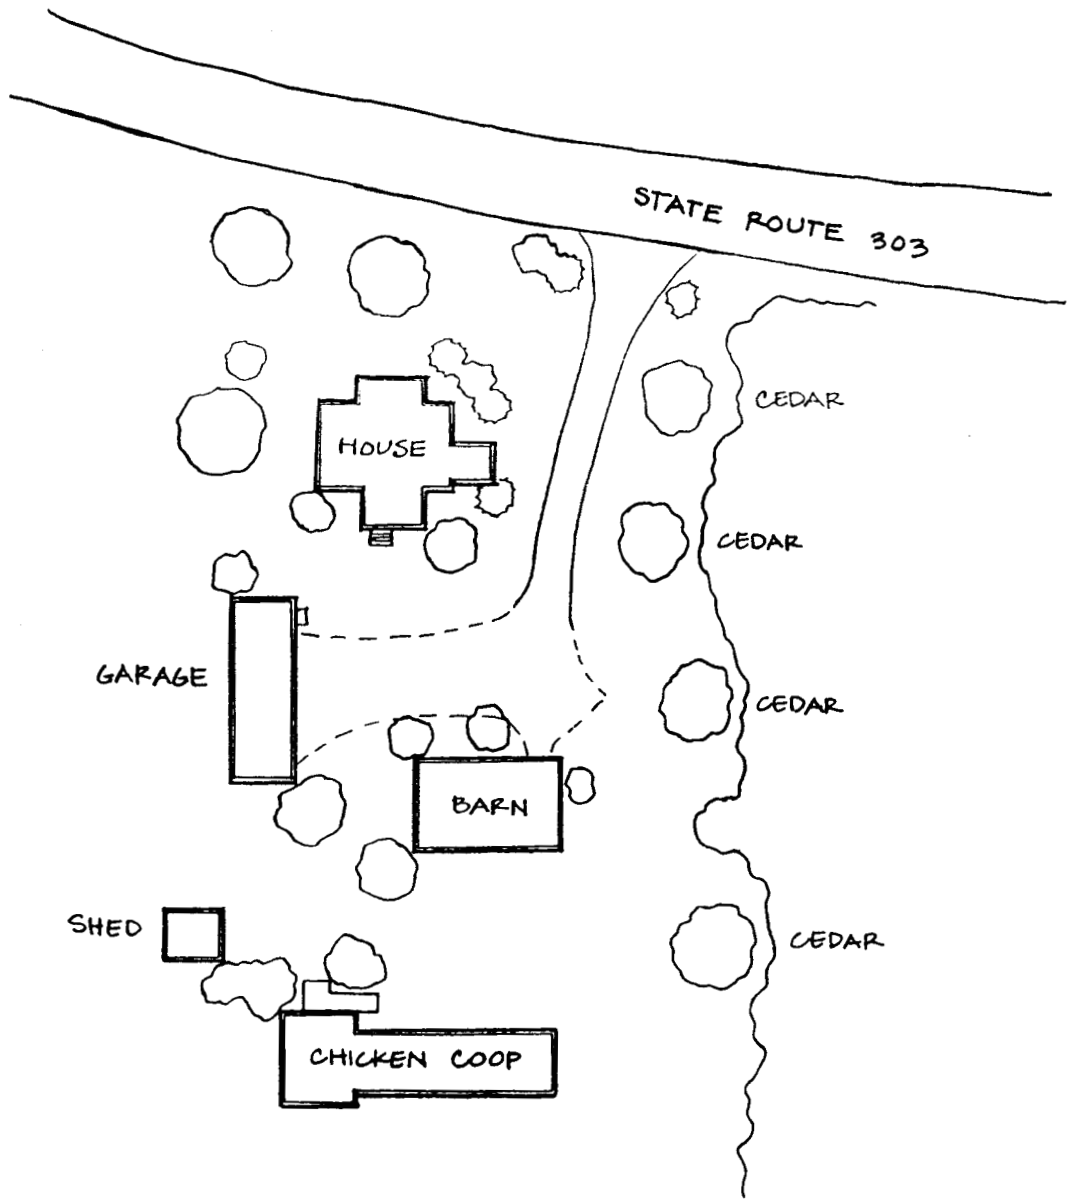 STATE ROUTE 303
CEDAR
HOUSE
CEDAR
GARAGE
CEDAR
BARN
SHED
CEDAR
CHICKEN COOP